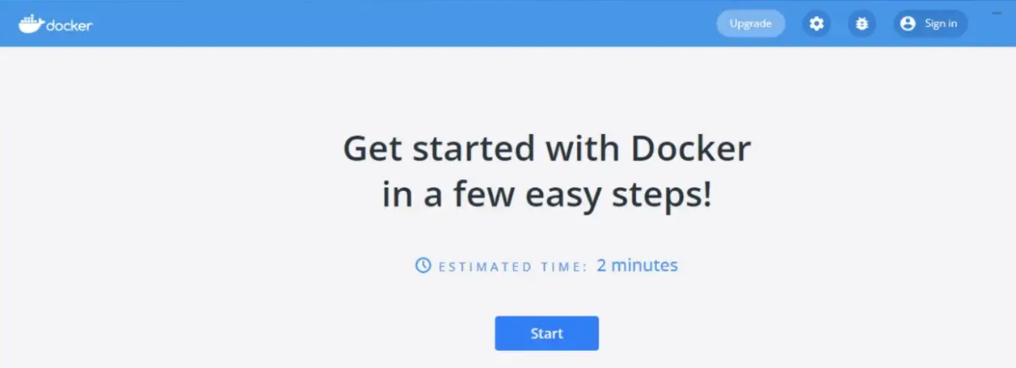 docker
Upgrade
Sign in
Get started with Docker
in a few easy steps!
ESTIMATED TIME: 2 minutes
Start